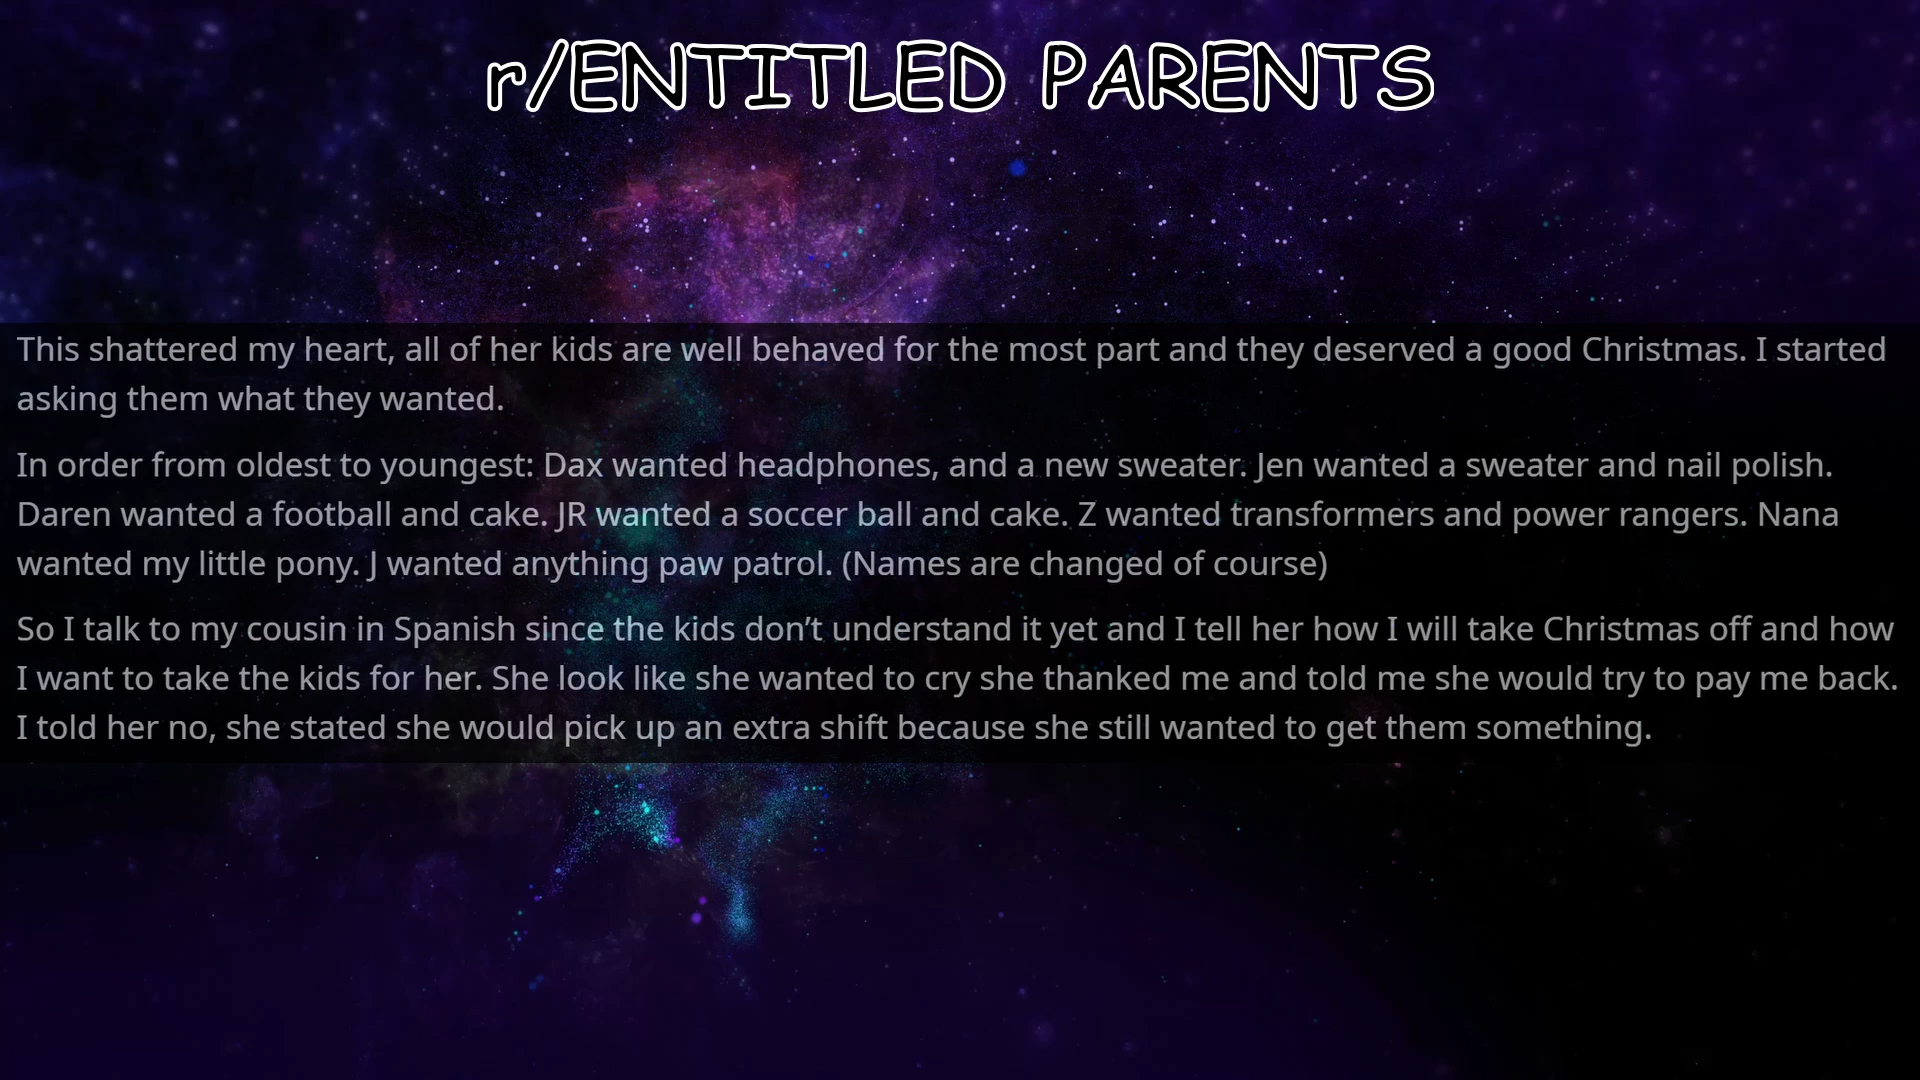 r/ENTITLED PARENTS
This shattered my heart, all of her kids are well behaved for the most part and they deserved a good Christmas. I started
asking them what they wanted.
In order from oldest to youngest: Dax wanted headphones, and a new sweater. Jen wanted a sweater and nail polish.
Daren wanted a football and cake. JR wanted a soccer ball and cake. Z wanted transformers and power rangers. Nana
wanted my little pony. J wanted anything paw patrol. (Names are changed of course)
So I talk to my cousin in Spanish since the kids don’t understand it yet and I tell her how I will take Christmas off and how
I want to take the kids for her. She look like she wanted to cry she thanked me and told me she would try to pay me back.
I told her no, she stated she would pick up an extra shift because she still wanted to get them something.